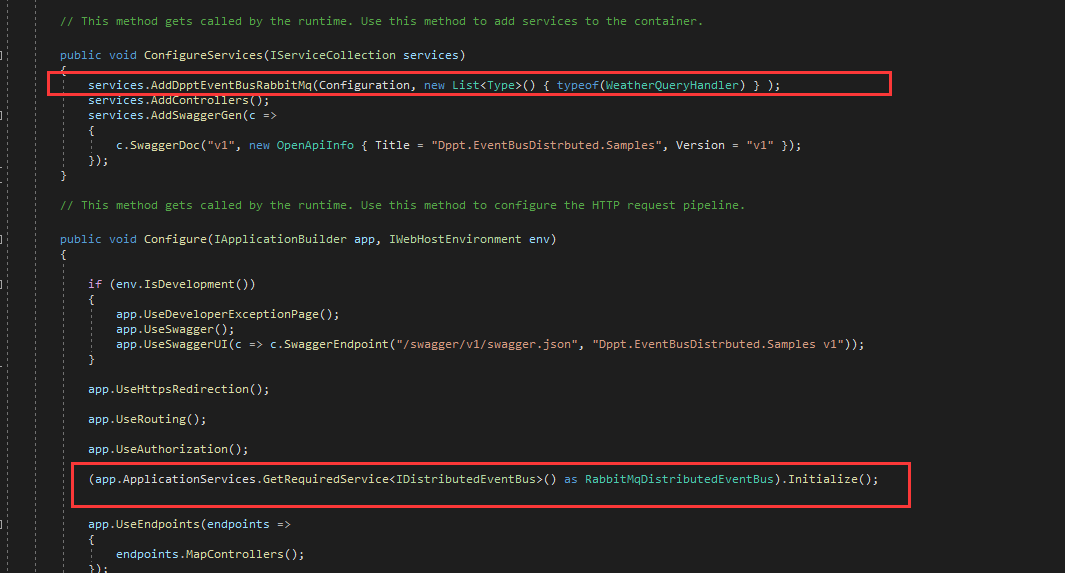 // This method gets called by the runtime. Use this method to add services to the container.
public void ConfigureServices(IServiceCollection services)
{
services.AddDpptEventBusRabbitMq(Configuration, new List<Type>() { typeof(WeatherQueryHandler) } );
services.AddControllers();
services.AddSwaggerGen(c =>
{
c.SwaggerDoc("v1", new OpenApiInfo { Title = "Dppt.EventBusDistrbuted.Samples", Version = "v1" });
});
}
// This method gets called by the runtime. Use this method to configure the HTTP request pipeline.
public void Configure(IApplicationBuilder app, IWebHostEnvironment env)
{
if (env.IsDevelopment())
{
app.UseDeveloperExceptionPage();
app.UseSwagger();
app.UseSwaggerUI(c => c.SwaggerEndpoint("/swagger/v1/swagger.json", "Dppt.EventBusDistrbuted.Samples v1"));
}
app.UseHttpsRedirection();
app.UseRouting();
app.UseAuthorization();
(app.ApplicationServices.GetRequiredService<IDistributedEventBus>() as RabbitMqDistributedEventBus).Initialize();
app.UseEndpoints(endpoints =>
{
endpoints.MapControllers();
});